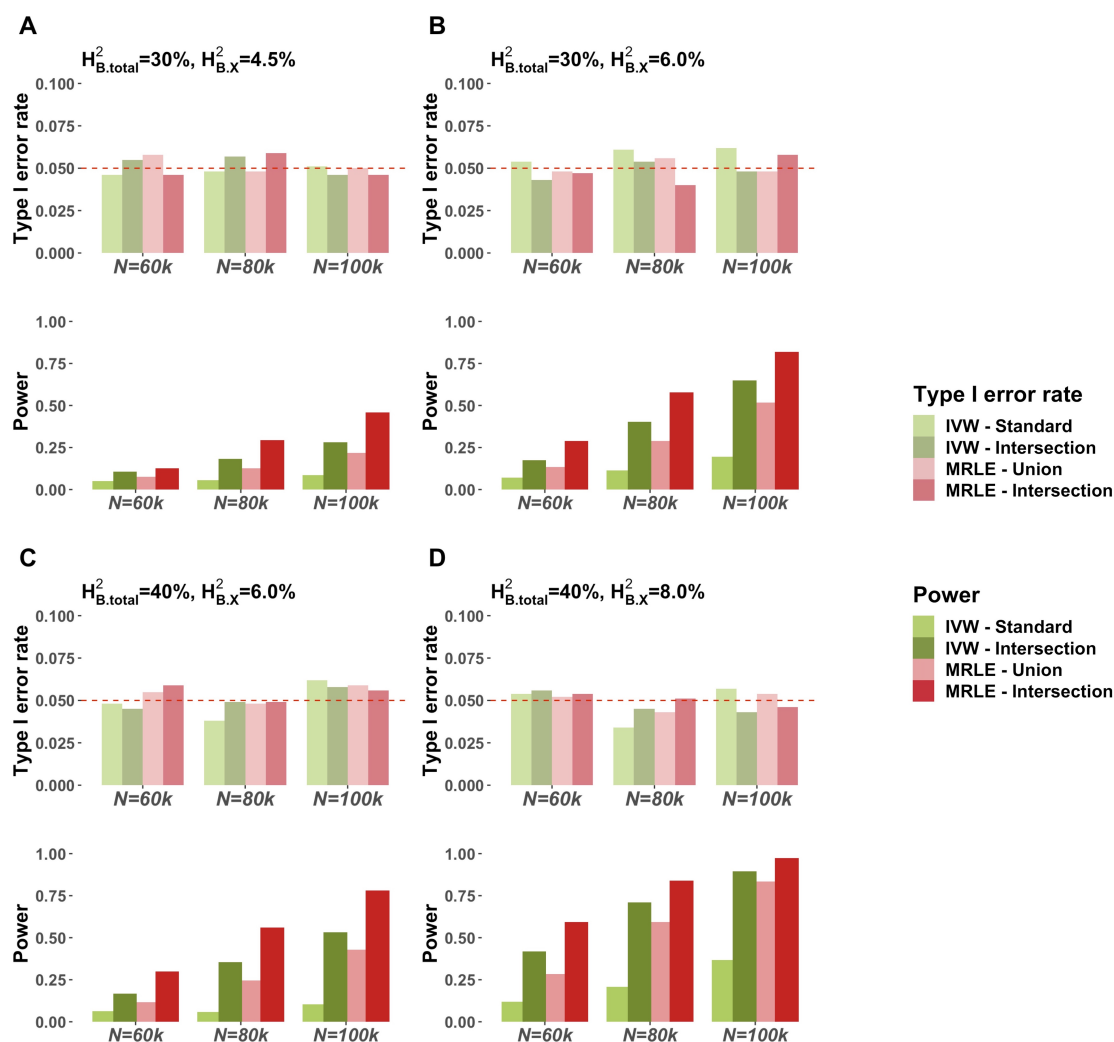 A
H²B.total=30%, H²B.X=4.5%
Type I error rate
0.100
0.075
0.050
0.025
0.000
N=60k
N=80k
N=100k
Power
1.00
0.75
0.50
0.25
0.00
N=60k
N=80k
N=100k
B
H²B.total=30%, H²B.X=6.0%
Type I error rate
0.100
0.075
0.050
0.025
0.000
N=60k
N=80k
N=100k
Power
1.00
0.75
0.50
0.25
0.00
N=60k
N=80k
N=100k
C
H²B.total=40%, H²B.X=6.0%
Type I error rate
0.100
0.075
0.050
0.025
0.000
N=60k
N=80k
N=100k
Power
1.00
0.75
0.50
0.25
0.00
N=60k
N=80k
N=100k
D
H²B.total=40%, H²B.X=8.0%
Type I error rate
0.100
0.075
0.050
0.025
0.000
N=60k
N=80k
N=100k
Power
1.00
0.75
0.50
0.25
0.00
N=60k
N=80k
N=100k
Type I error rate
IVW - Standard
IVW - Intersection
MRLE - Union
MRLE - Intersection
Power
IVW - Standard
IVW - Intersection
MRLE - Union
MRLE - Intersection